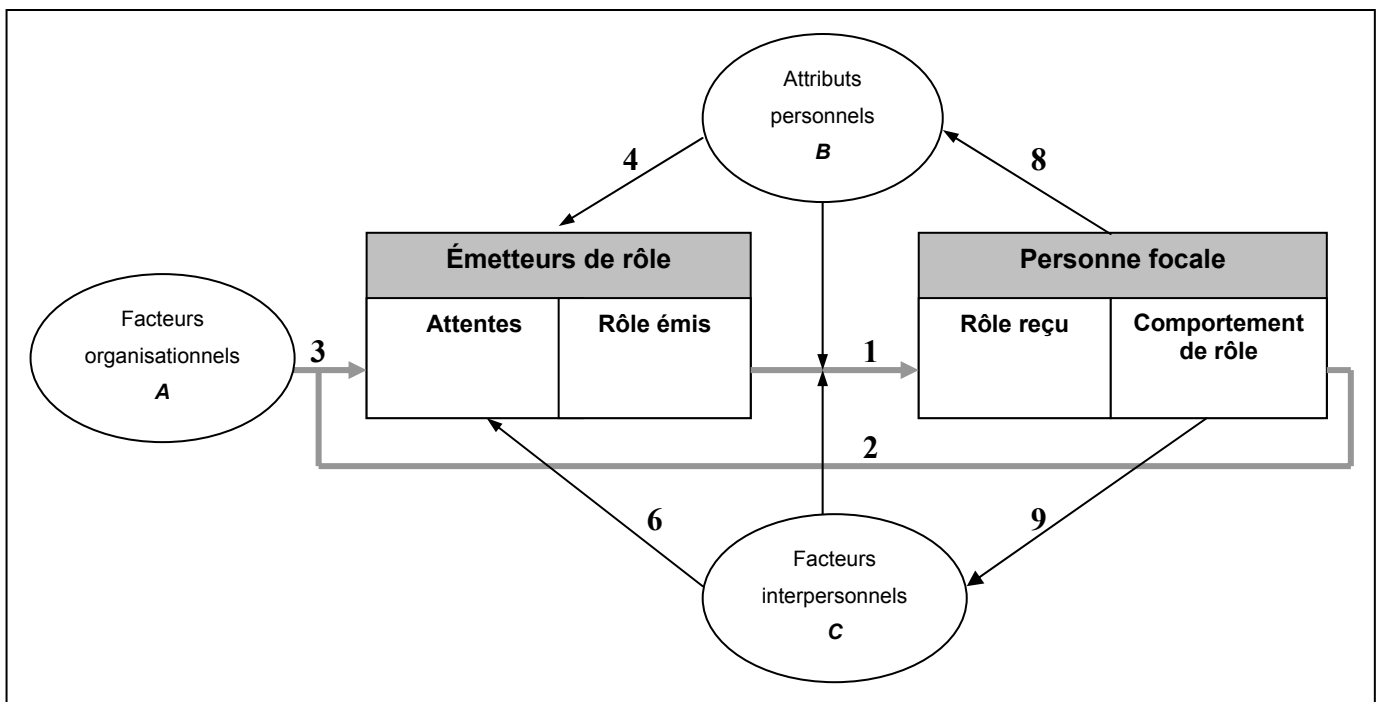 Attributs
personnels
B
4
8
Émetteurs de rôle
Personne focale
Facteurs
organisationnels
A
3
Attentes
Rôle émis
1
Rôle reçu
Comportement
de rôle
2
6
9
Facteurs
interpersonnels
C